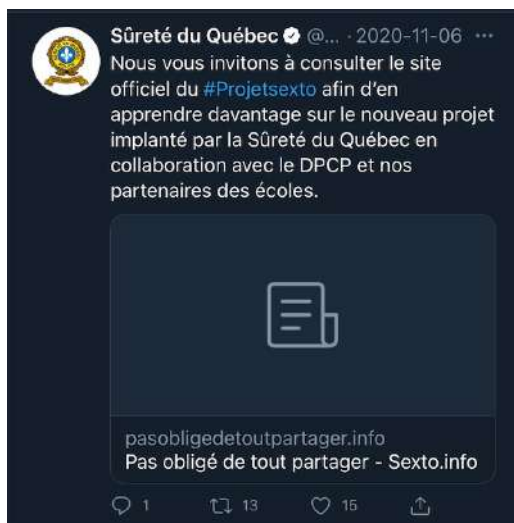 Sûreté du Québec @... · 2020-11-06 ...
Nous vous invitons à consulter le site
officiel du #Projetsexto afin d'en
apprendre davantage sur le nouveau projet
implanté par la Sûreté du Québec en
collaboration avec le DPCP et nos
partenaires des écoles.
pasobligedetoutpartager.info
Pas obligé de tout partager - Sexto.info
1 13 15